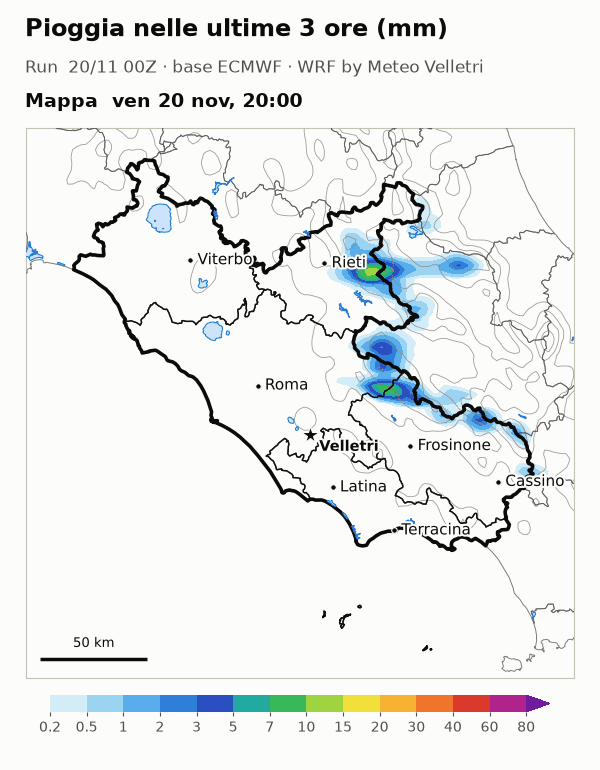 Pioggia nelle ultime 3 ore (mm)
Run  20/11 00Z · base ECMWF · WRF by Meteo Velletri
Mappa  ven 20 nov, 20:00
Viterbo
Rieti
Roma
Velletri
Frosinone
Latina
Cassino
Terracina
50 km
0.2 0.5 1 2 3 5 7 10 15 20 30 40 60 80